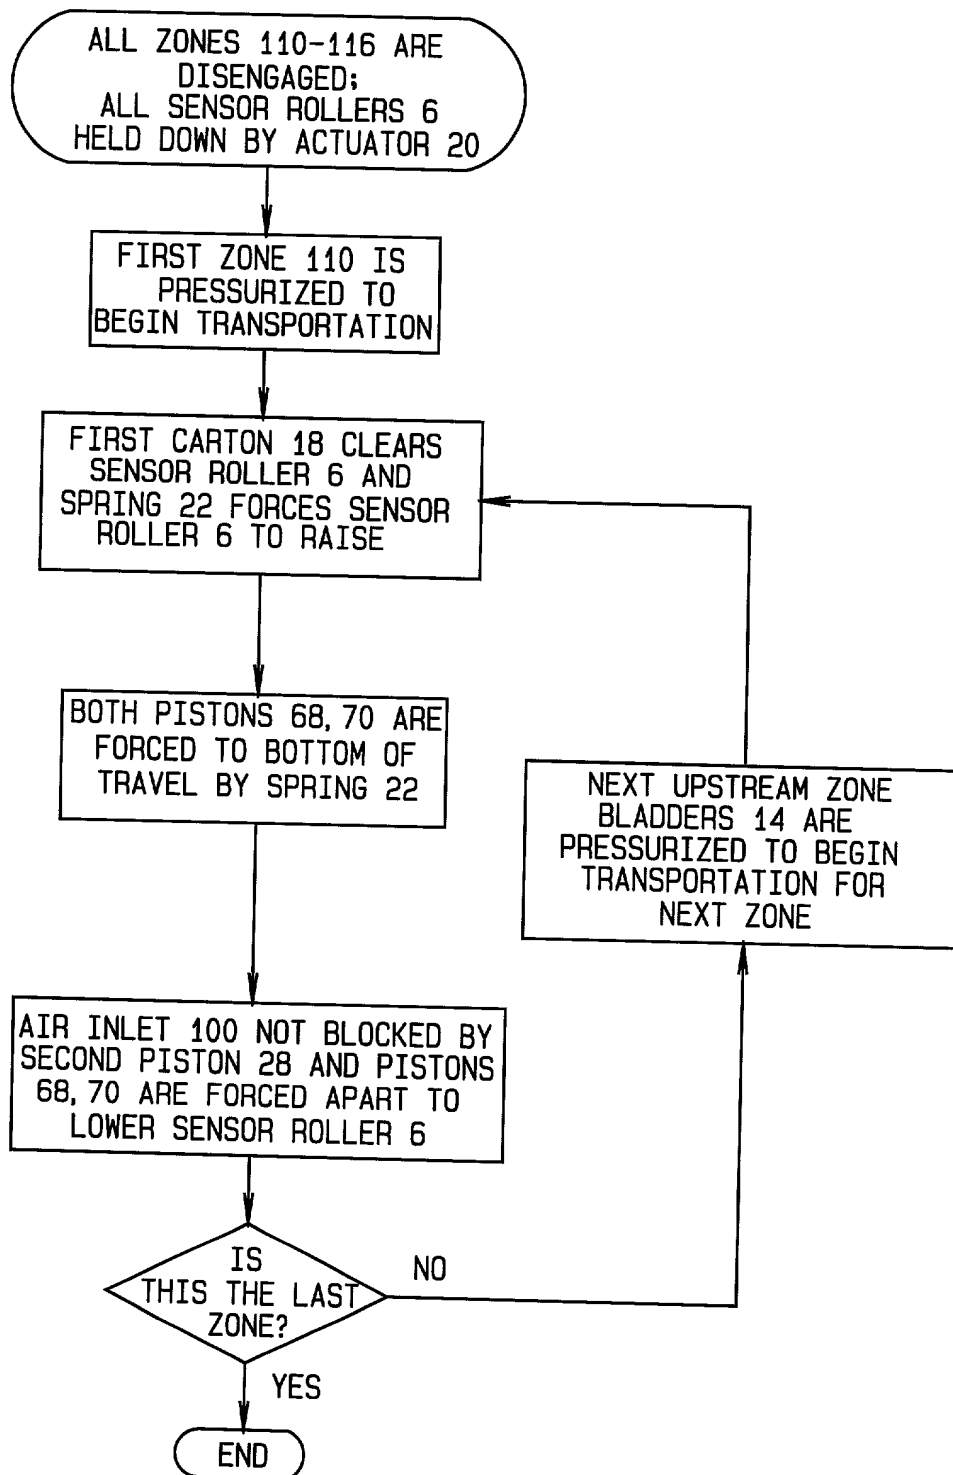 ALL ZONES 110-116 ARE
DISENGAGED;
ALL SENSOR ROLLERS 6
HELD DOWN BY ACTUATOR 20
FIRST ZONE 110 IS
PRESSURIZED TO
BEGIN TRANSPORTATION
FIRST CARTON 18 CLEARS
SENSOR ROLLER 6 AND
SPRING 22 FORCES SENSOR
ROLLER 6 TO RAISE
BOTH PISTONS 68, 70 ARE
FORCED TO BOTTOM OF
TRAVEL BY SPRING 22
NEXT UPSTREAM ZONE
BLADDERS 14 ARE
PRESSURIZED TO BEGIN
TRANSPORTATION FOR
NEXT ZONE
AIR INLET 100 NOT BLOCKED BY
SECOND PISTON 28 AND PISTONS
68, 70 ARE FORCED APART TO
LOWER SENSOR ROLLER 6
IS
THIS THE LAST
ZONE?
NO
YES
END